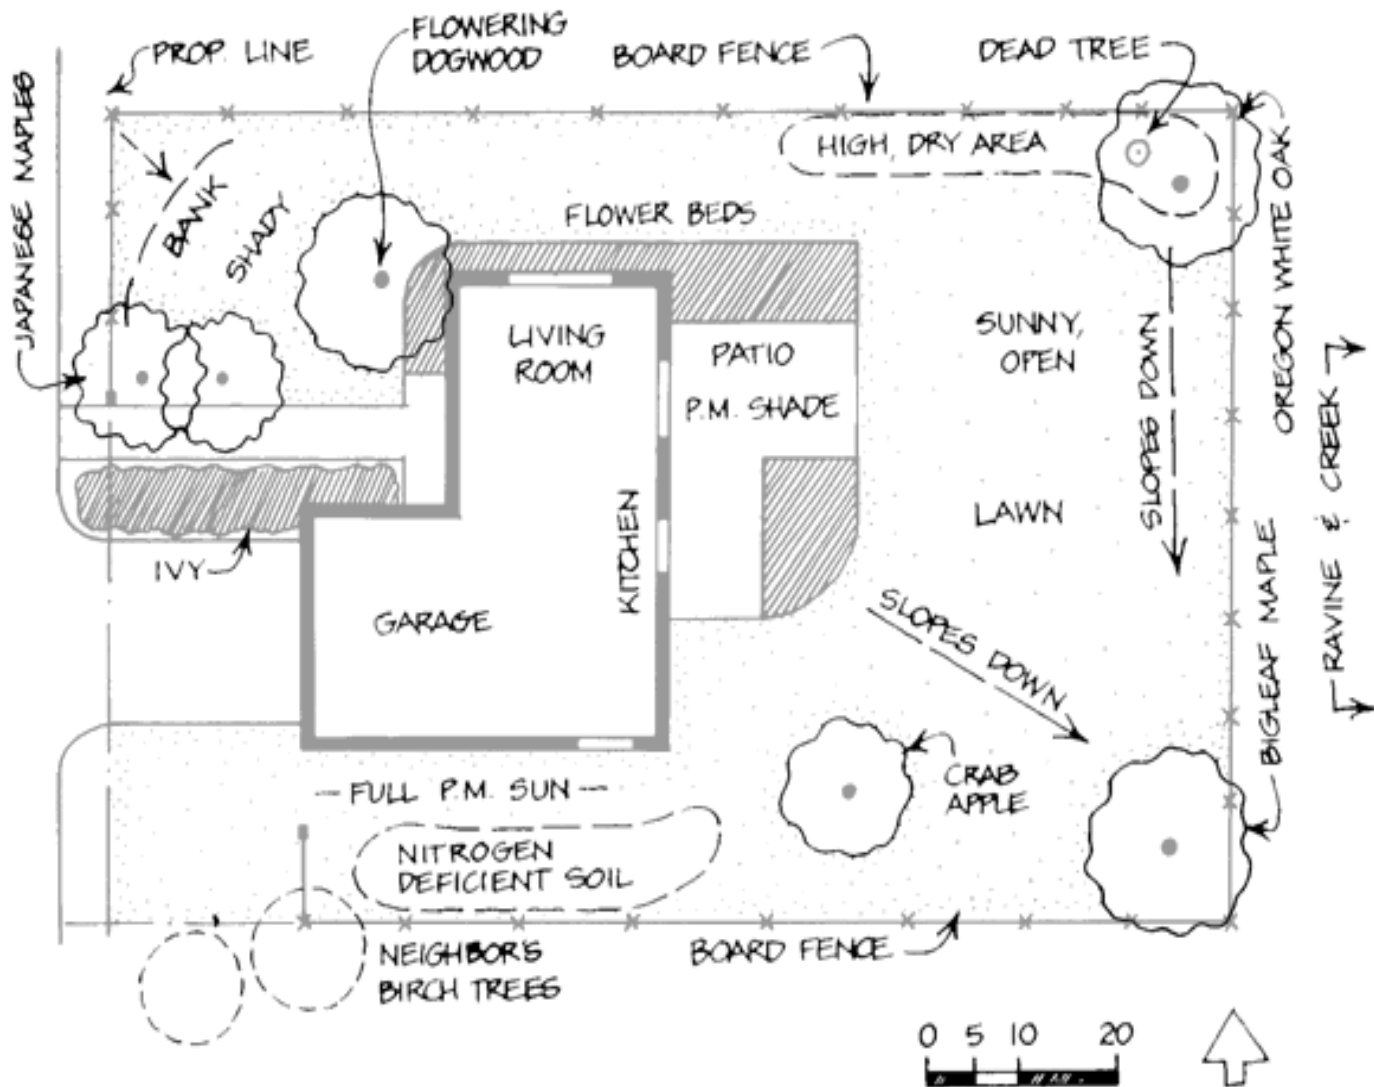 FLOWERING
DOGWOOD
PROP. LINE
BOARD FENCE
DEAD TREE
JAPANESE MAPLES
HIGH, DRY AREA
OREGON WHITE OAK
BANK
SHADY
FLOWER BEDS
LIVING
ROOM
PATIO
P.M. SHADE
SUNNY,
OPEN
SLOPES DOWN
LAWN
KITCHEN
RAVINE & CREEK
IVY
GARAGE
SLOPES DOWN
BIGLEAF MAPLE
CRAB
APPLE
FULL P.M. SUN
NITROGEN
DEFICIENT SOIL
NEIGHBOR'S
BIRCH TREES
BOARD FENCE
0 5 10 20